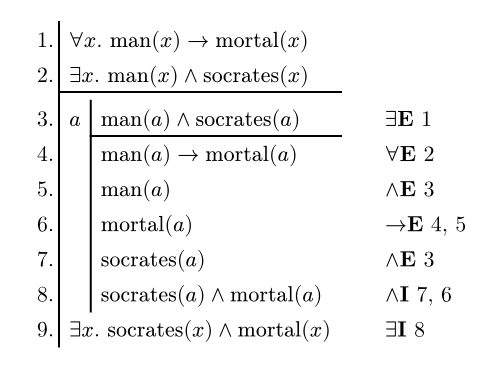 1. ∀x. man(x) → mortal(x)
2. ∃x. man(x) ∧ socrates(x)
3. a man(a) ∧ socrates(a) ∃E 1
4. man(a) → mortal(a) ∀E 2
5. man(a) ∧E 3
6. mortal(a) →E 4, 5
7. socrates(a) ∧E 3
8. socrates(a) ∧ mortal(a) ∧I 7, 6
9. ∃x. socrates(x) ∧ mortal(x) ∃I 8